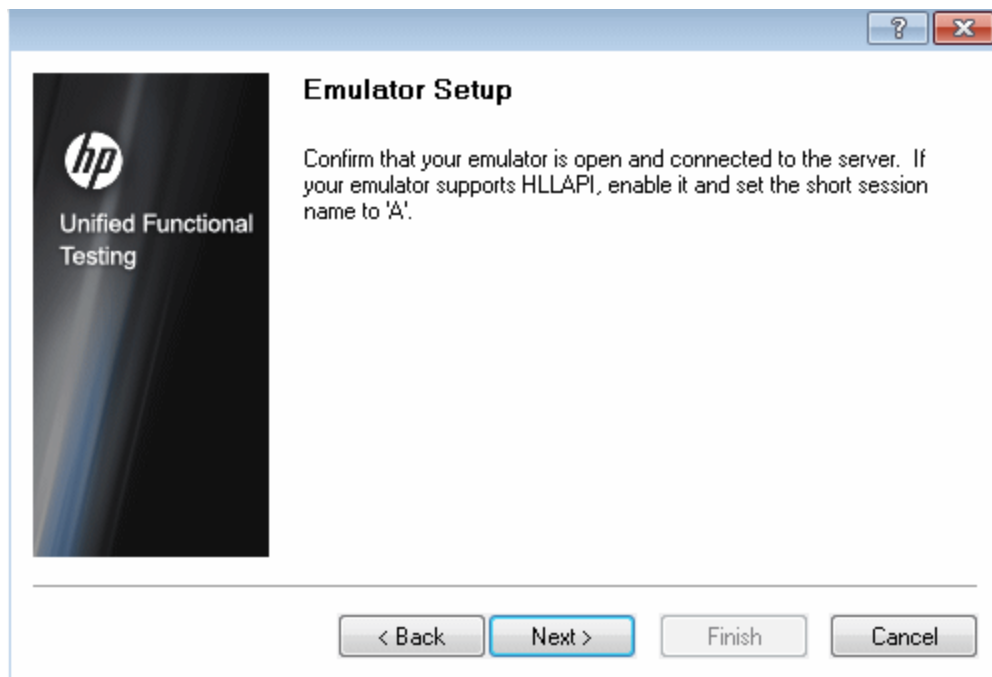 ?
X
Emulator Setup
hp
Unified Functional
Testing
Confirm that your emulator is open and connected to the server.  If
your emulator supports HLLAPI, enable it and set the short session
name to 'A'.
< Back
Next >
Finish
Cancel